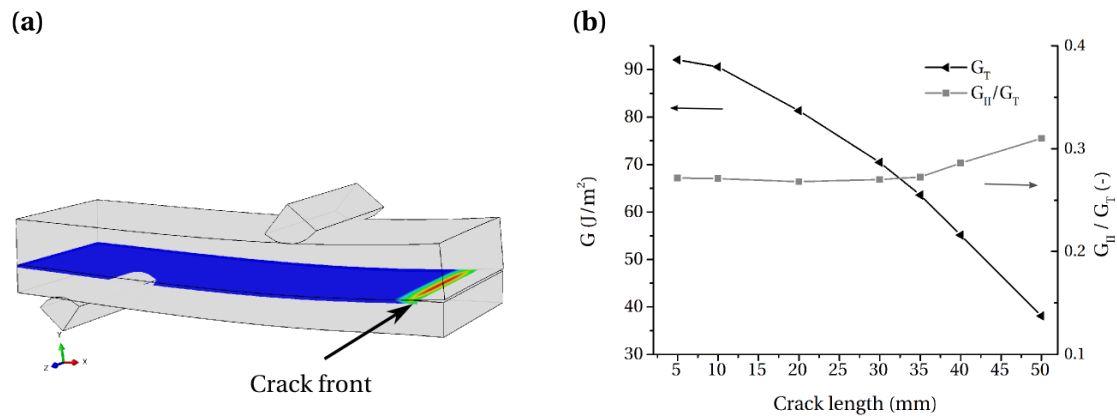 (a)
Crack front
Y
Z
X
(b)
G_T
G_II/G_T
90
80
70
60
50
40
30
G (J/m²)
0.4
0.3
0.2
0.1
G_II / G_T (-)
5 10 15 20 25 30 35 40 45 50
Crack length (mm)